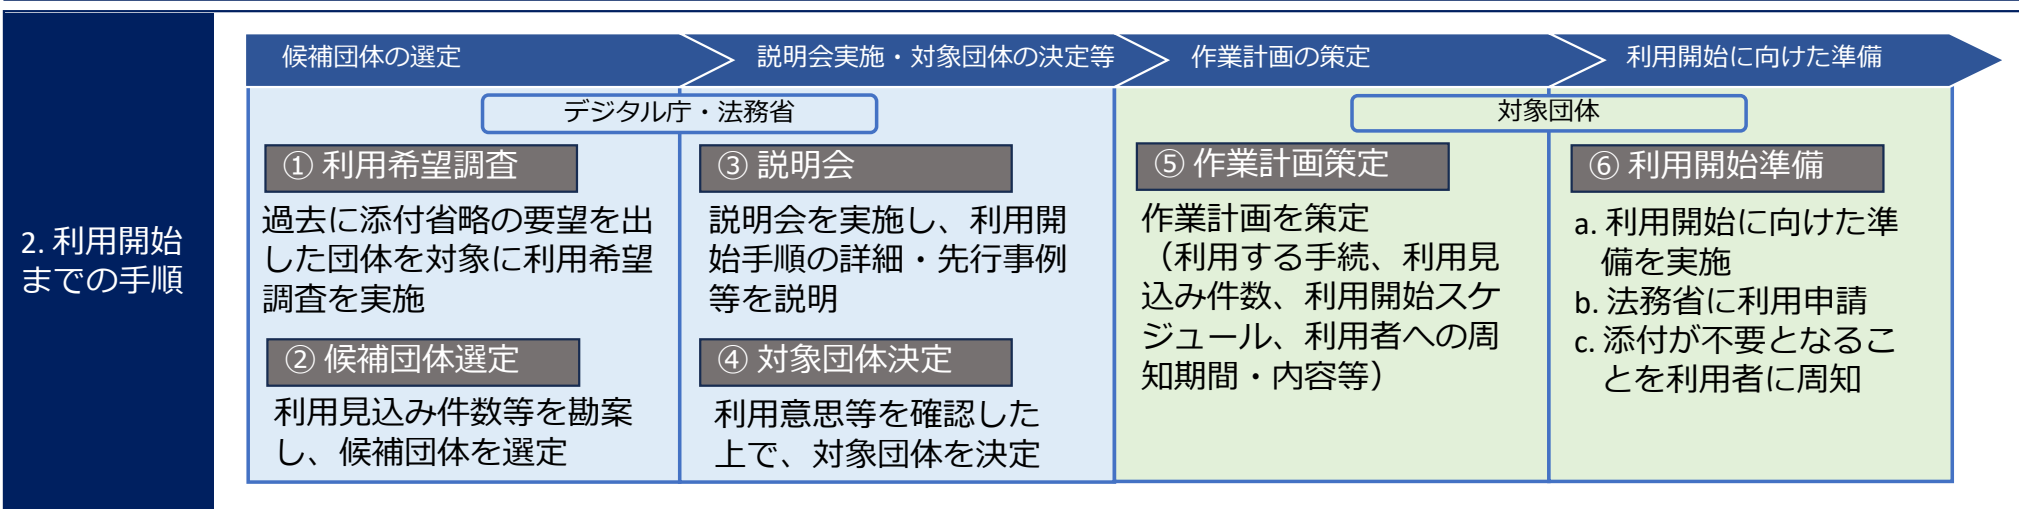 2. 利用開始
までの手順
候補団体の選定
説明会実施・対象団体の決定等
作業計画の策定
利用開始に向けた準備
デジタル庁・法務省
対象団体
① 利用希望調査
過去に添付省略の要望を出
した団体を対象に利用希望
調査を実施
② 候補団体選定
利用見込み件数等を勘案
し、候補団体を選定
③ 説明会
説明会を実施し、利用開
始手順の詳細・先行事例
等を説明
④ 対象団体決定
利用意思等を確認した
上で、対象団体を決定
⑤ 作業計画策定
作業計画を策定
（利用する手続、利用見
込み件数、利用開始スケ
ジュール、利用者への周
知期間・内容等）
⑥ 利用開始準備
a. 利用開始に向けた準
備を実施
b. 法務省に利用申請
c. 添付が不要となるこ
とを利用者に周知